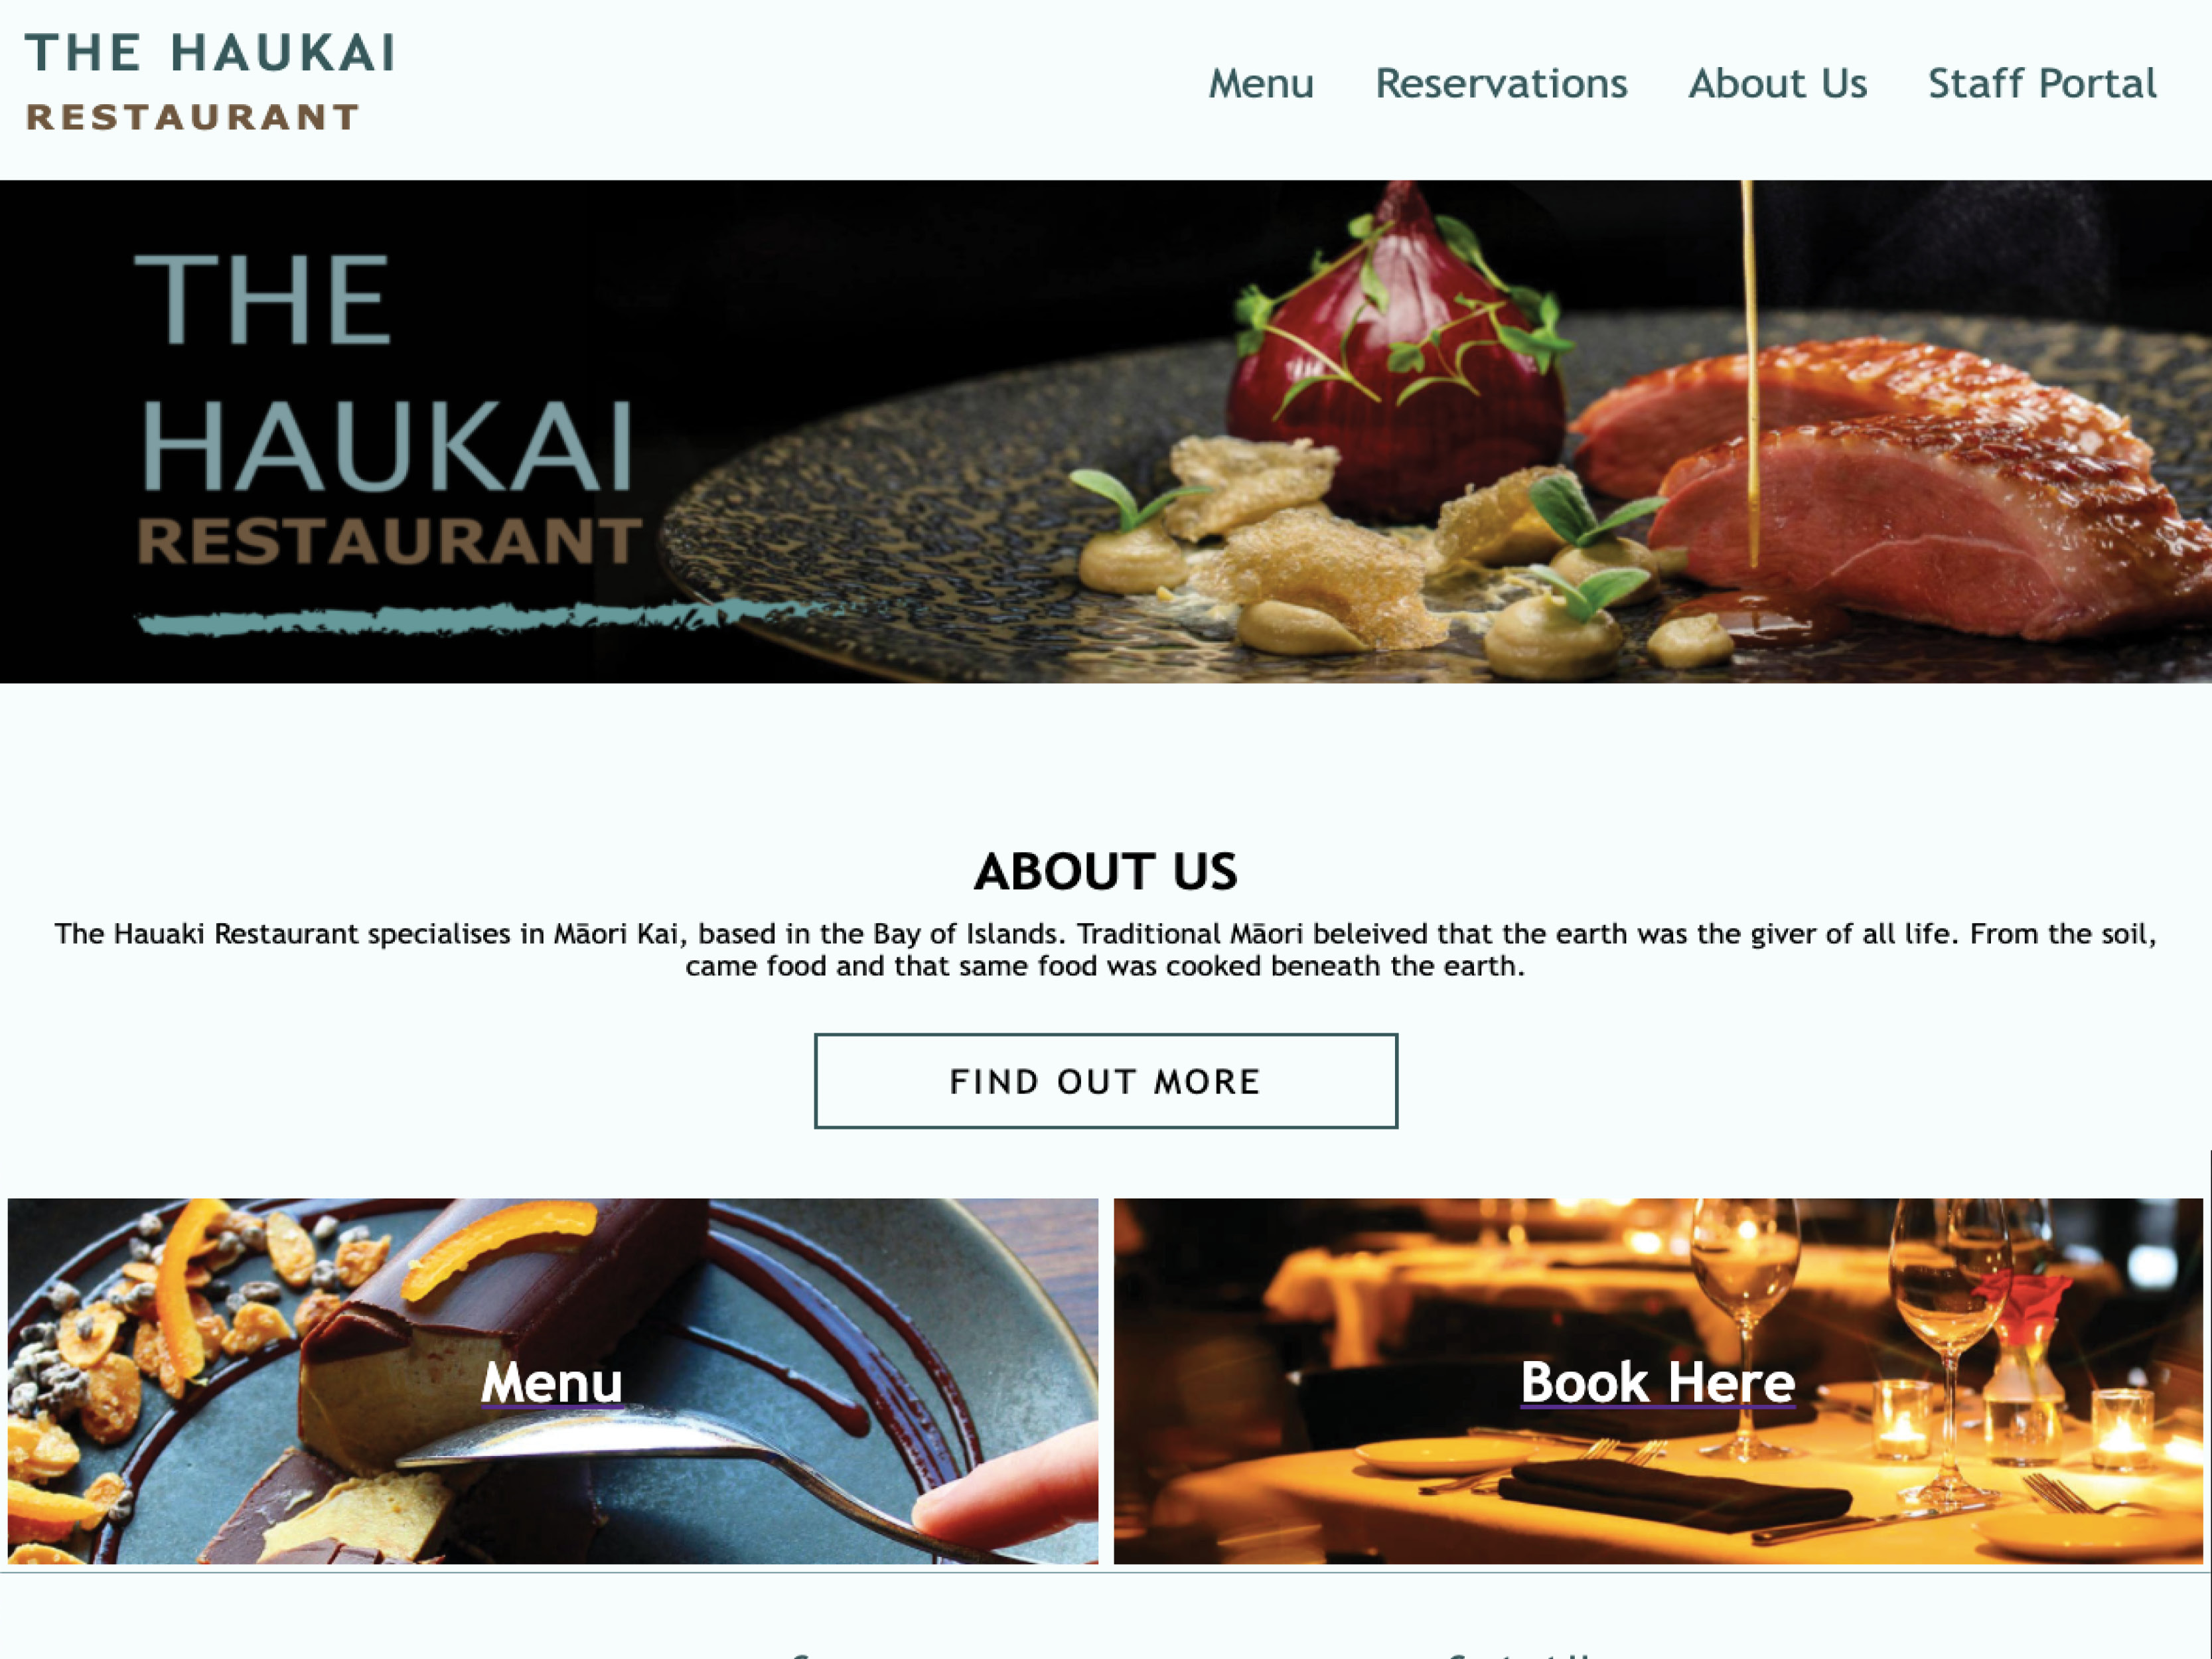 THE HAUKAI
RESTAURANT
Menu Reservations About Us Staff Portal
THE
HAUKAI
RESTAURANT
ABOUT US
The Hauaki Restaurant specialises in Māori Kai, based in the Bay of Islands. Traditional Māori beleived that the earth was the giver of all life. From the soil,
came food and that same food was cooked beneath the earth.
FIND OUT MORE
Menu
Book Here